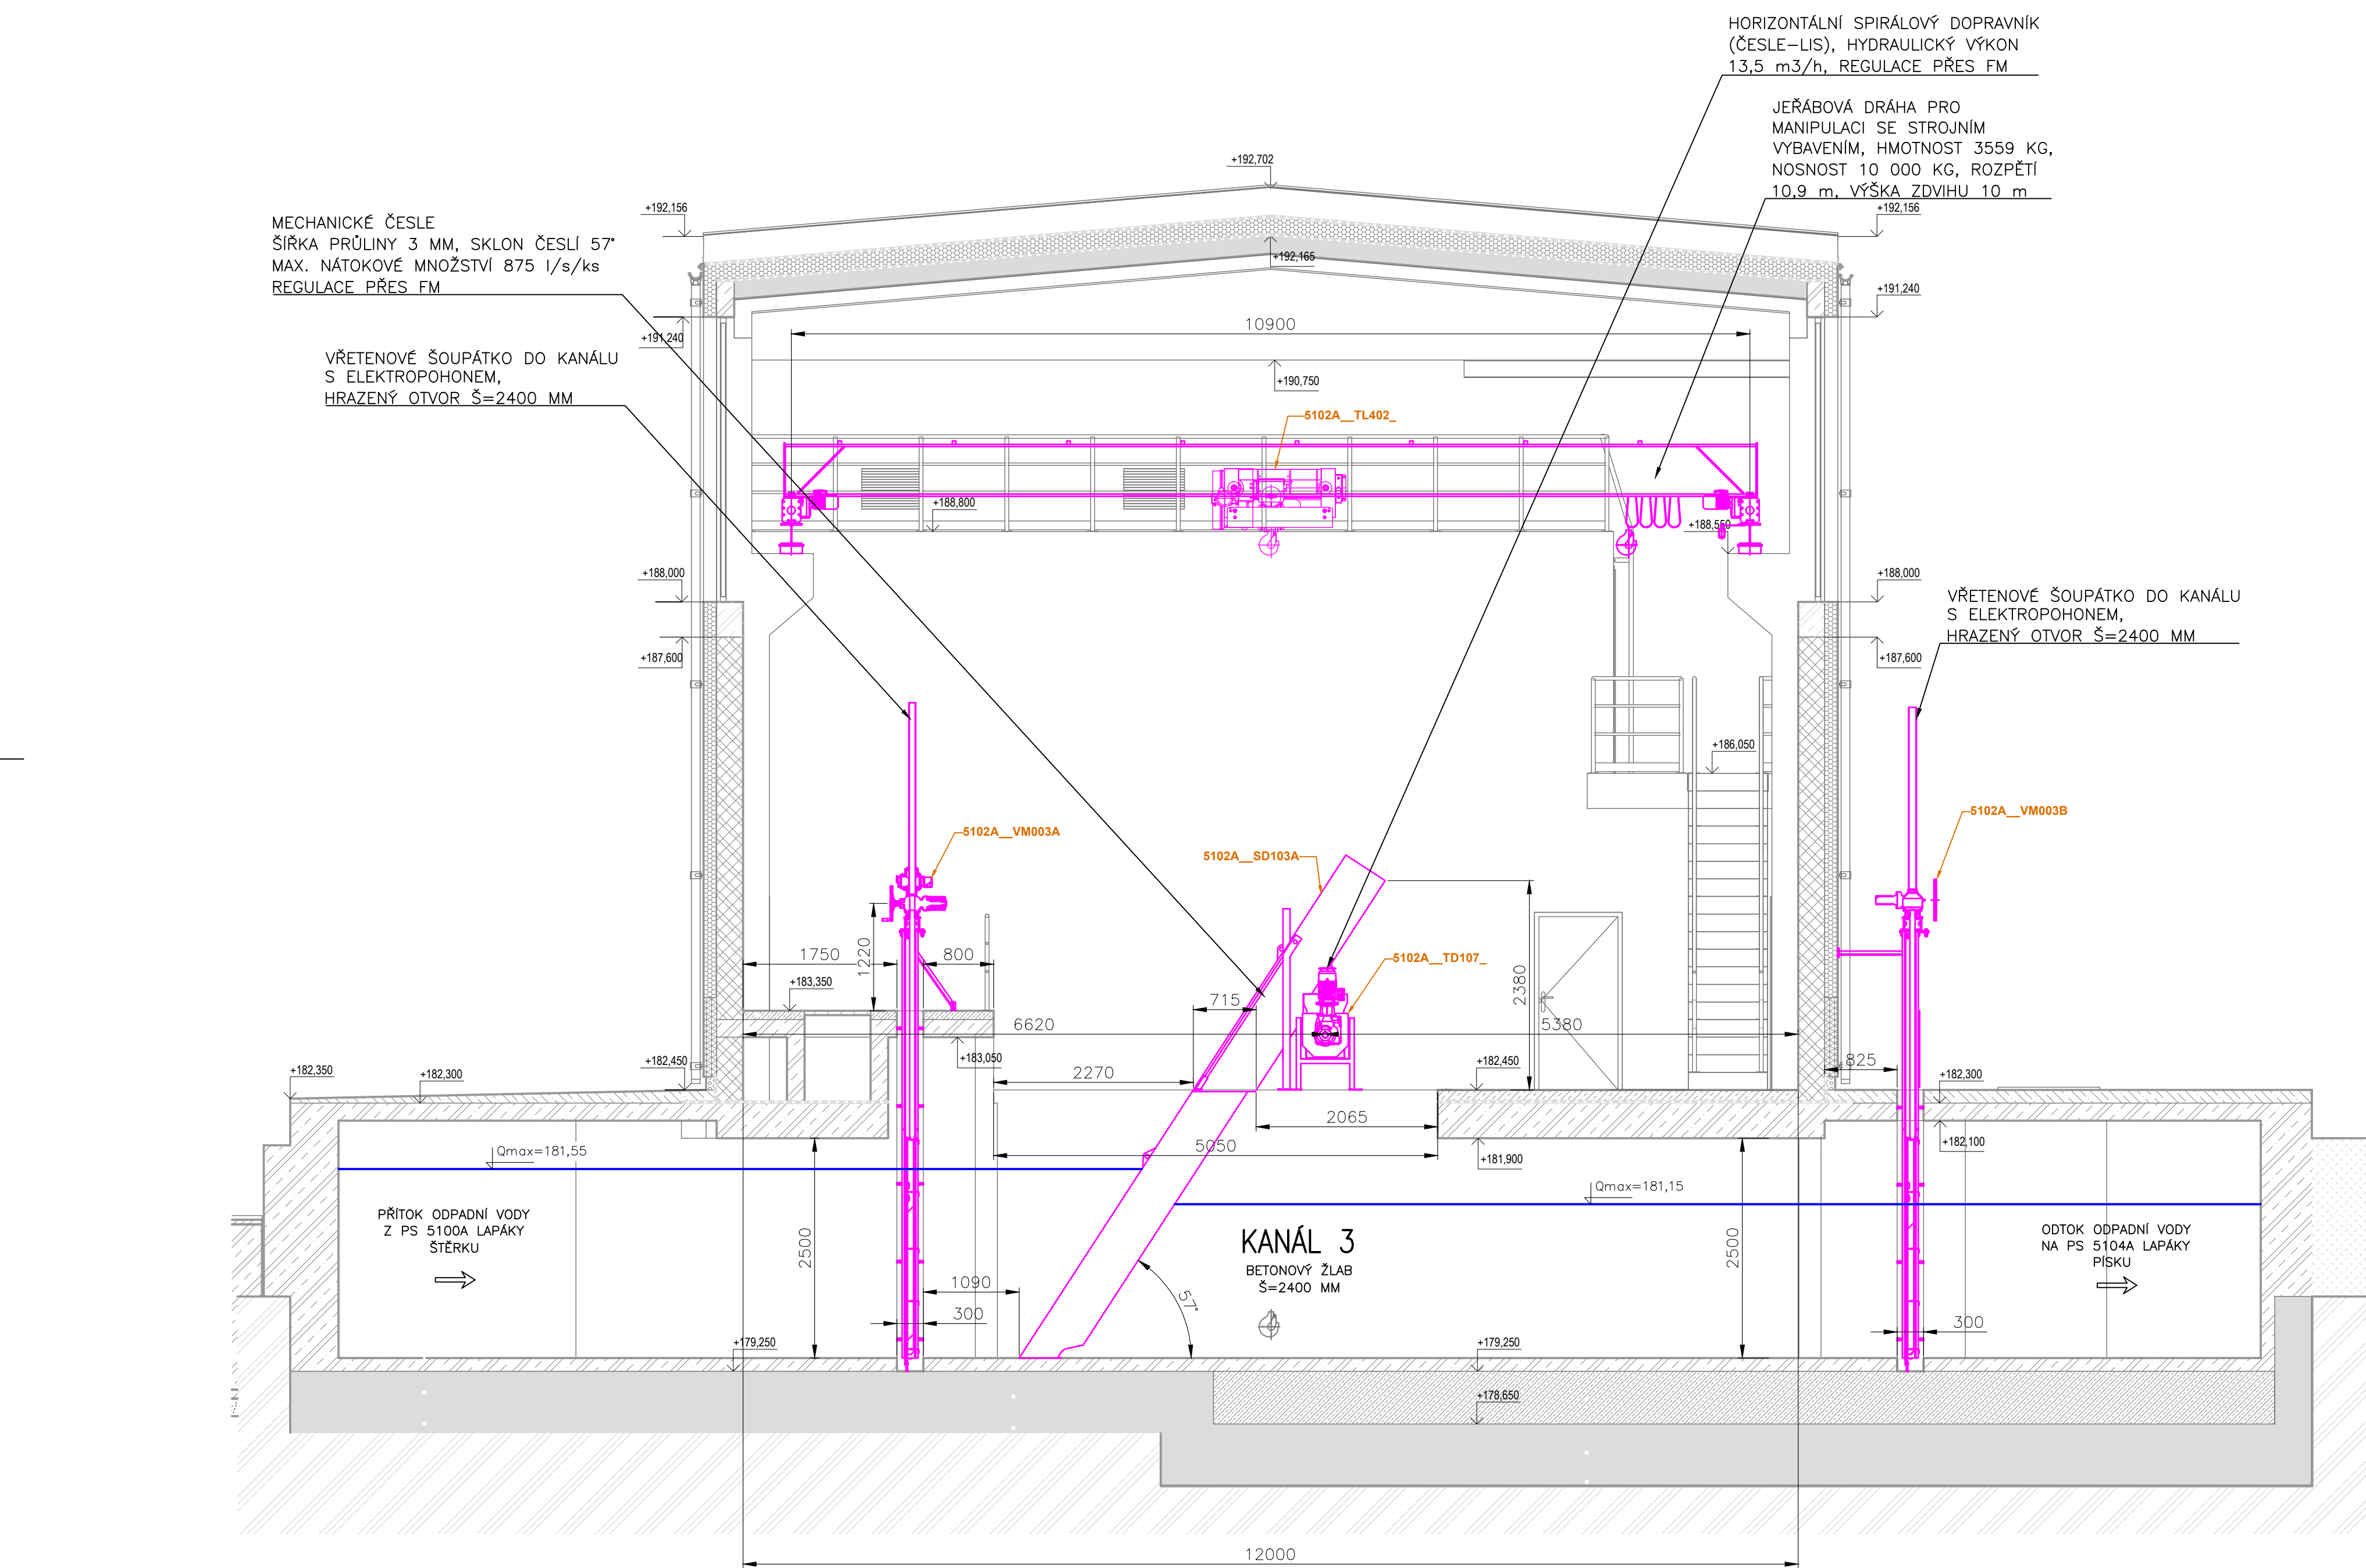 HORIZONTÁLNÍ SPIRÁLOVÝ DOPRAVNÍK
(ČESLE–LIS), HYDRAULICKÝ VÝKON
13,5 m3/h, REGULACE PŘES FM
JEŘÁBOVÁ DRÁHA PRO
MANIPULACI SE STROJNÍM
VYBAVENÍM, HMOTNOST 3559 KG,
NOSNOST 10 000 KG, ROZPĚTÍ
10,9 m, VÝŠKA ZDVIHU 10 m
MECHANICKÉ ČESLE
ŠÍŘKA PRŮLINY 3 MM, SKLON ČESLÍ 57°
MAX. NÁTOKOVÉ MNOŽSTVÍ 875 l/s/ks
REGULACE PŘES FM
VŘETENOVÉ ŠOUPÁTKO DO KANÁLU
S ELEKTROPOHONEM,
HRAZENÝ OTVOR Š=2400 MM
+192,702
+192,156
+192,156
+192,165
+191,240
+191,240
10900
+190,750
5102A__TL402_
+188,800
+188,550
+188,000
+188,000
VŘETENOVÉ ŠOUPÁTKO DO KANÁLU
S ELEKTROPOHONEM,
HRAZENÝ OTVOR Š=2400 MM
+187,600
+187,600
+186,050
5102A__VM003A
5102A__SD103A
5102A__VM003B
1750
1220
800
5102A__TD107_
+183,350
715
2380
6620
5380
+183,050
+182,350
+182,300
+182,450
2270
+182,450
825
+182,300
2065
5050
+182,100
+181,900
Qmax=181,55
Qmax=181,15
PŘÍTOK ODPADNÍ VODY
Z PS 5100A LAPÁKY
ŠTĚRKU
2500
1090
300
57°
KANÁL 3
BETONOVÝ ŽLAB
Š=2400 MM
2500
ODTOK ODPADNÍ VODY
NA PS 5104A LAPÁKY
PÍSKU
300
+179,250
+179,250
+178,650
12000